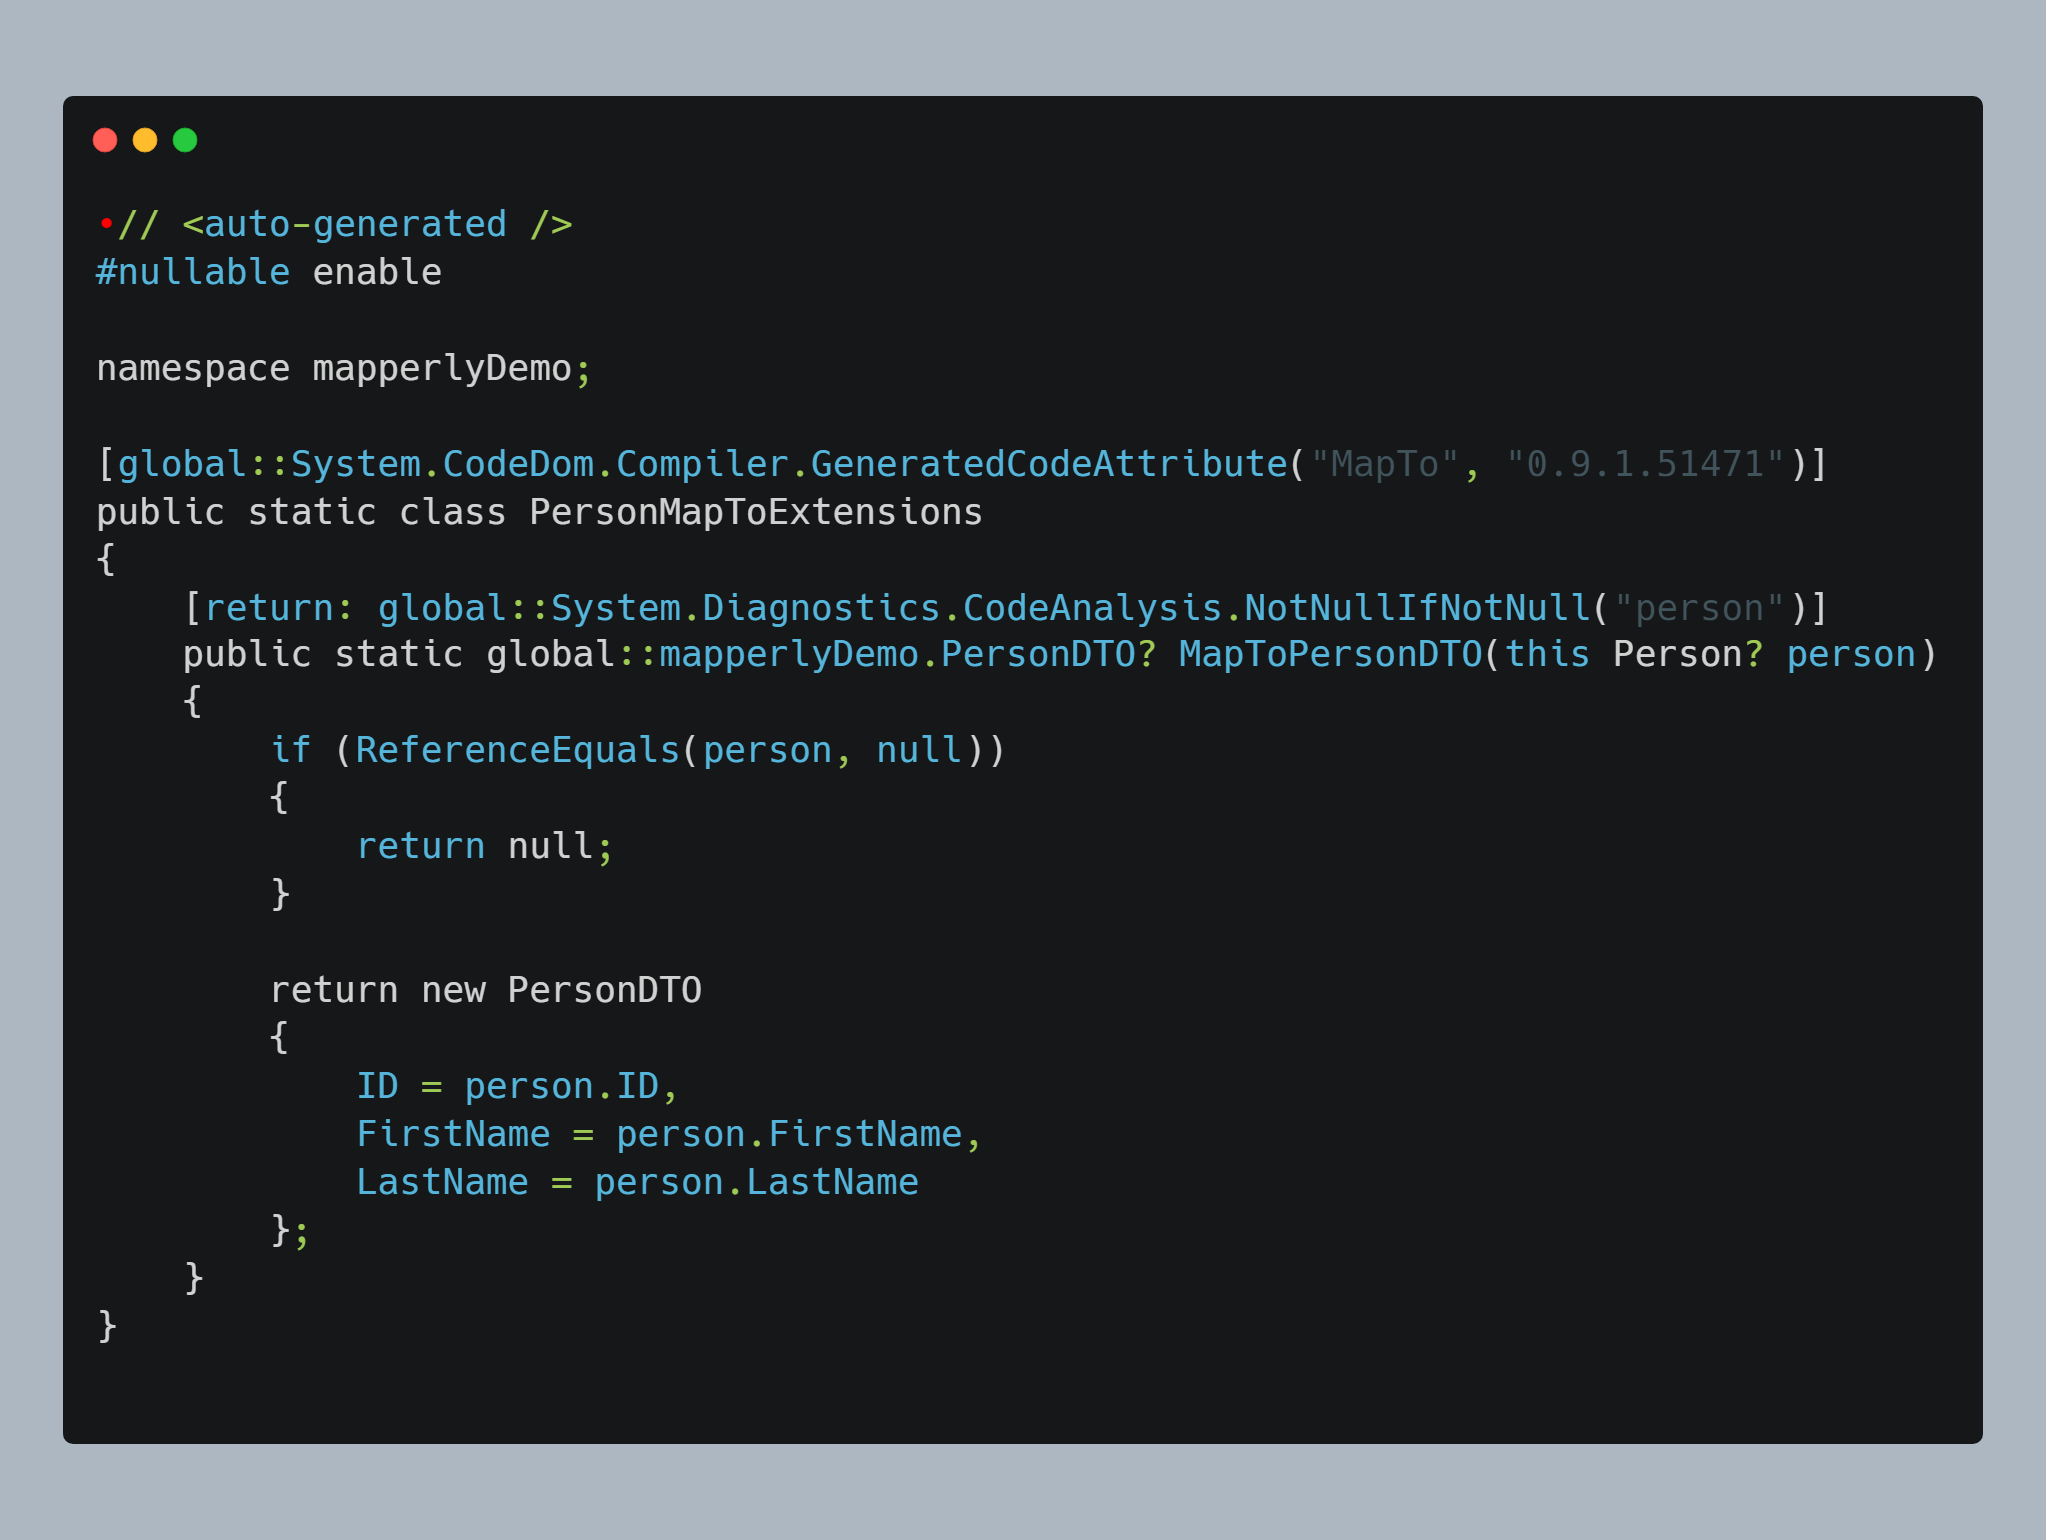 •// <auto-generated />
#nullable enable

namespace mapperlyDemo;

[global::System.CodeDom.Compiler.GeneratedCodeAttribute("MapTo", "0.9.1.51471")]
public static class PersonMapToExtensions
{
    [return: global::System.Diagnostics.CodeAnalysis.NotNullIfNotNull("person")]
    public static global::mapperlyDemo.PersonDTO? MapToPersonDTO(this Person? person)
    {
        if (ReferenceEquals(person, null))
        {
            return null;
        }

        return new PersonDTO
        {
            ID = person.ID,
            FirstName = person.FirstName,
            LastName = person.LastName
        };
    }
}